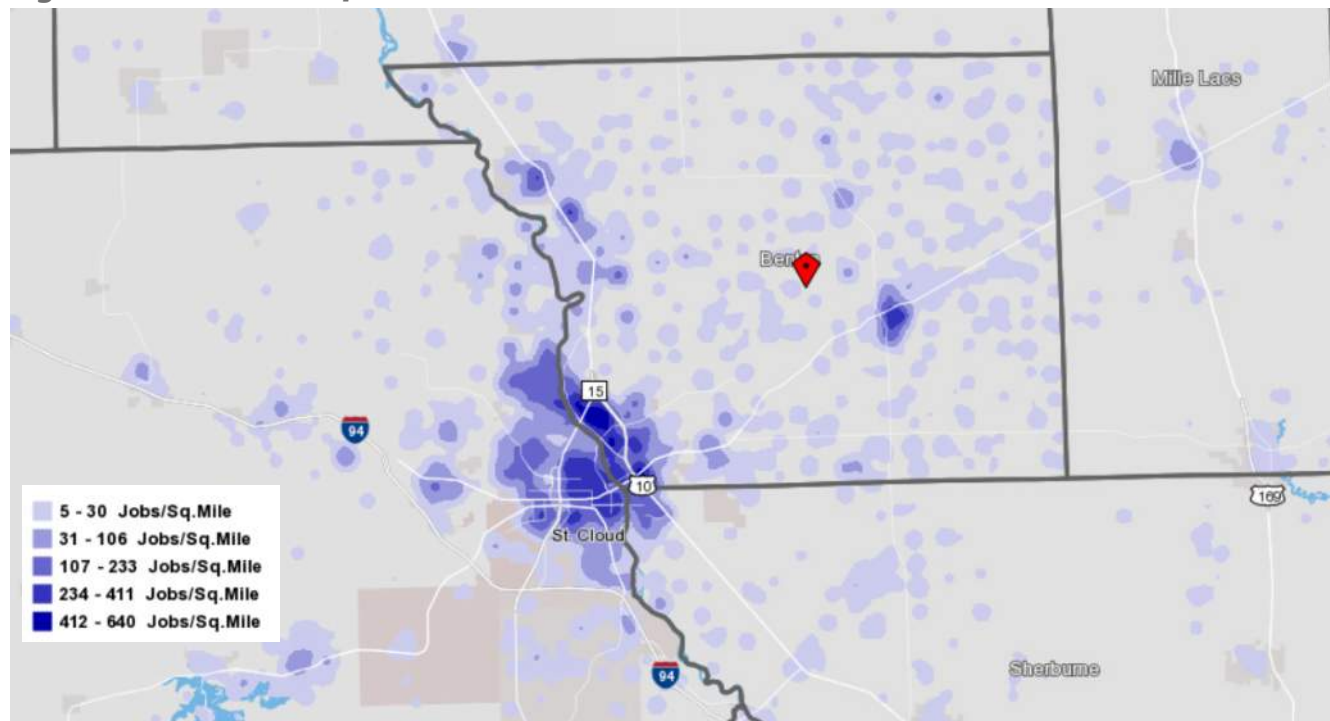 Mille Lacs
Benton
15
94
10
169
St. Cloud
5 - 30 Jobs/Sq.Mile
31 - 106 Jobs/Sq.Mile
107 - 233 Jobs/Sq.Mile
234 - 411 Jobs/Sq.Mile
412 - 640 Jobs/Sq.Mile
Sherburne
94